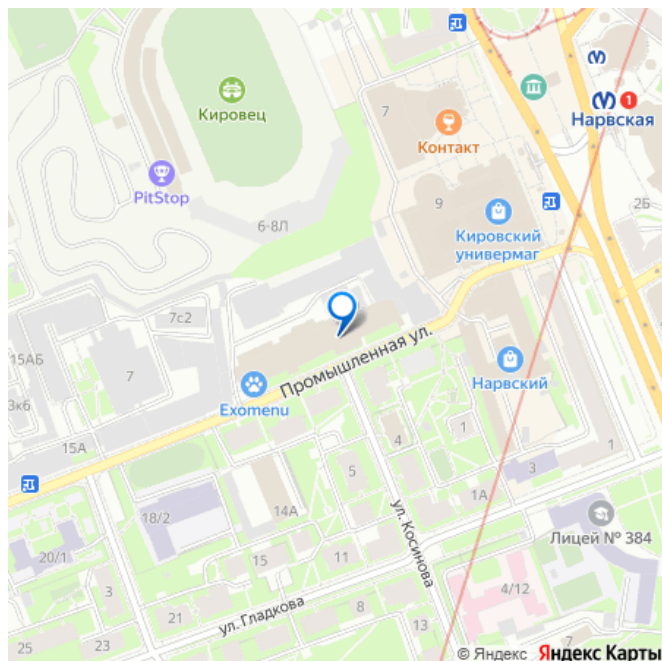 Кировец
7
Контакт
1
Нарвская
PitStop
6-8Л
9
Кировский
универмаг
2Б
7с2
15АБ
7
3к6
Промышленная ул.
Exomenu
Нарвский
15А
4
1
1
5
3
1А
18/2
14А
ул. Косинова
Лицей № 384
20/1
15
11
4/12
3
21
ул. Гладкова
8
7
25
23
© Яндекс Яндекс Карты